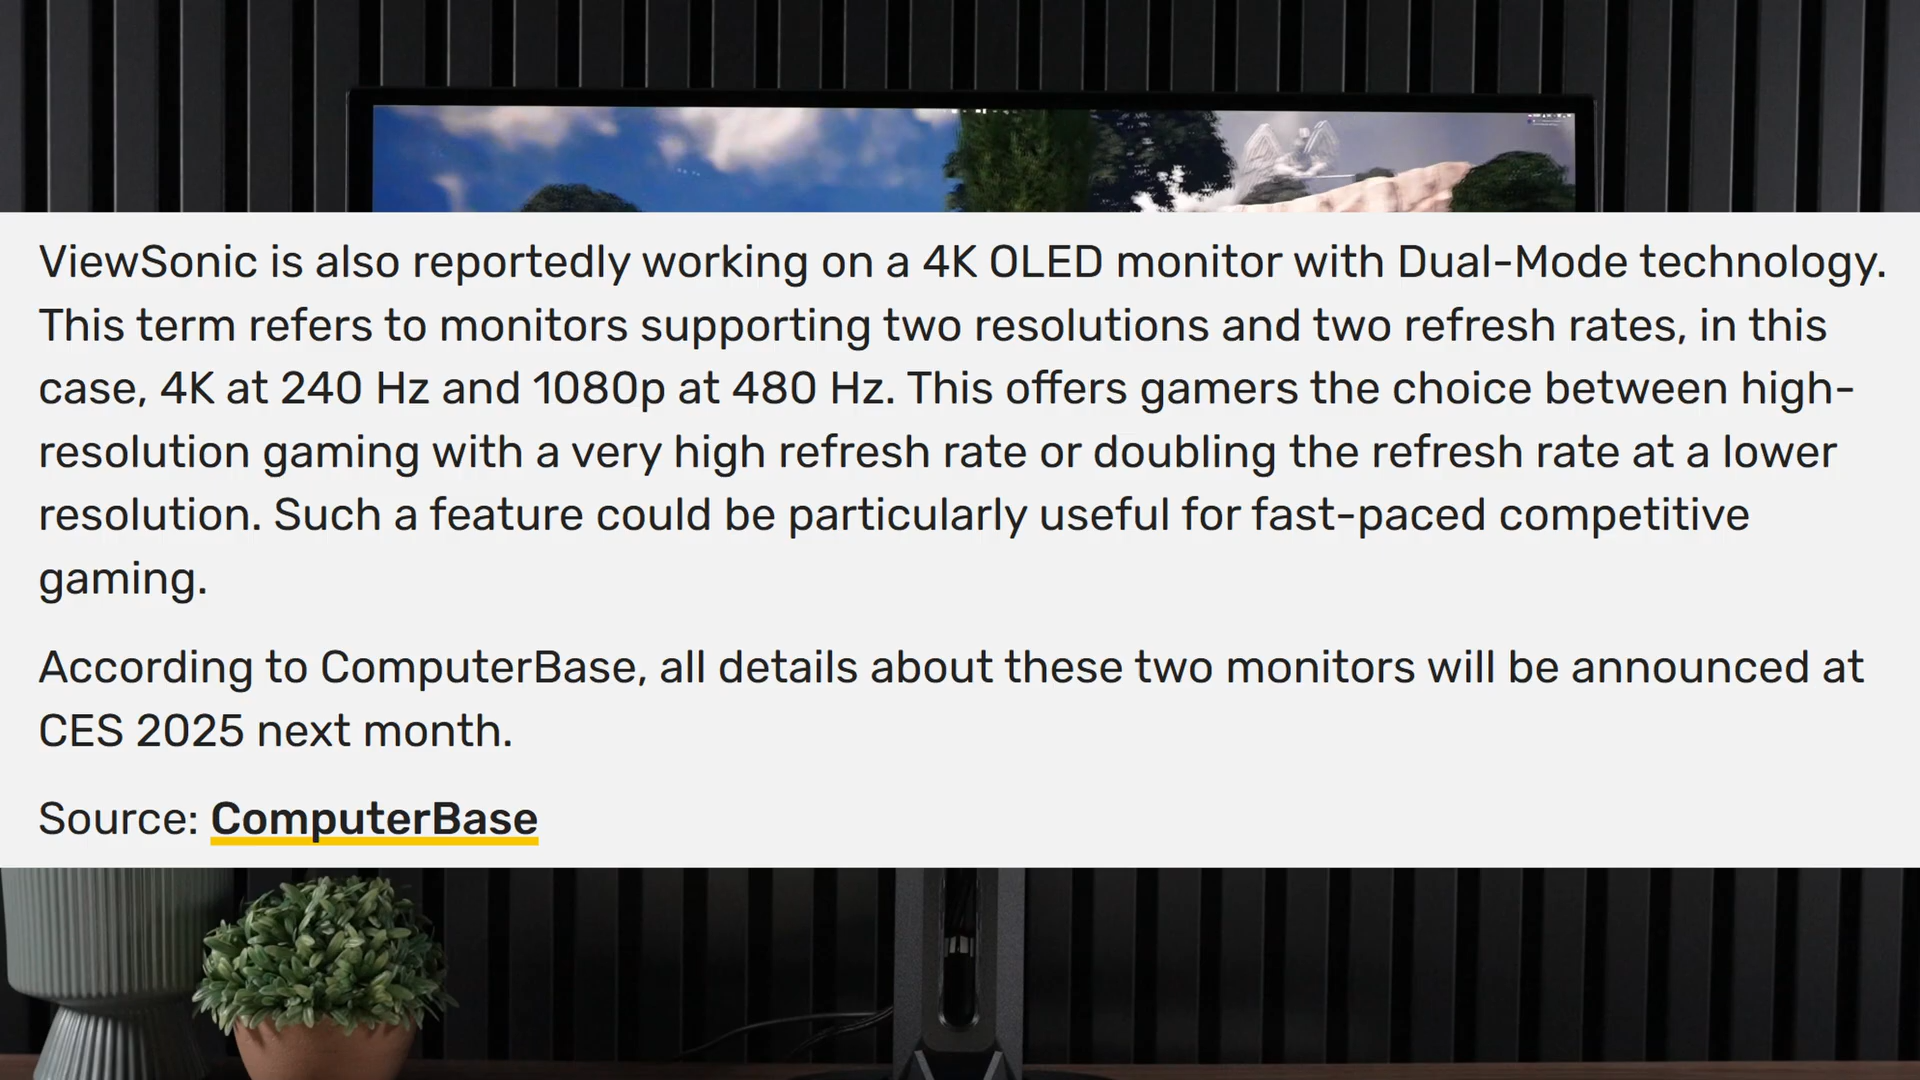 ViewSonic is also reportedly working on a 4K OLED monitor with Dual-Mode technology.
This term refers to monitors supporting two resolutions and two refresh rates, in this
case, 4K at 240 Hz and 1080p at 480 Hz. This offers gamers the choice between high-
resolution gaming with a very high refresh rate or doubling the refresh rate at a lower
resolution. Such a feature could be particularly useful for fast-paced competitive
gaming.
According to ComputerBase, all details about these two monitors will be announced at
CES 2025 next month.
Source: ComputerBase